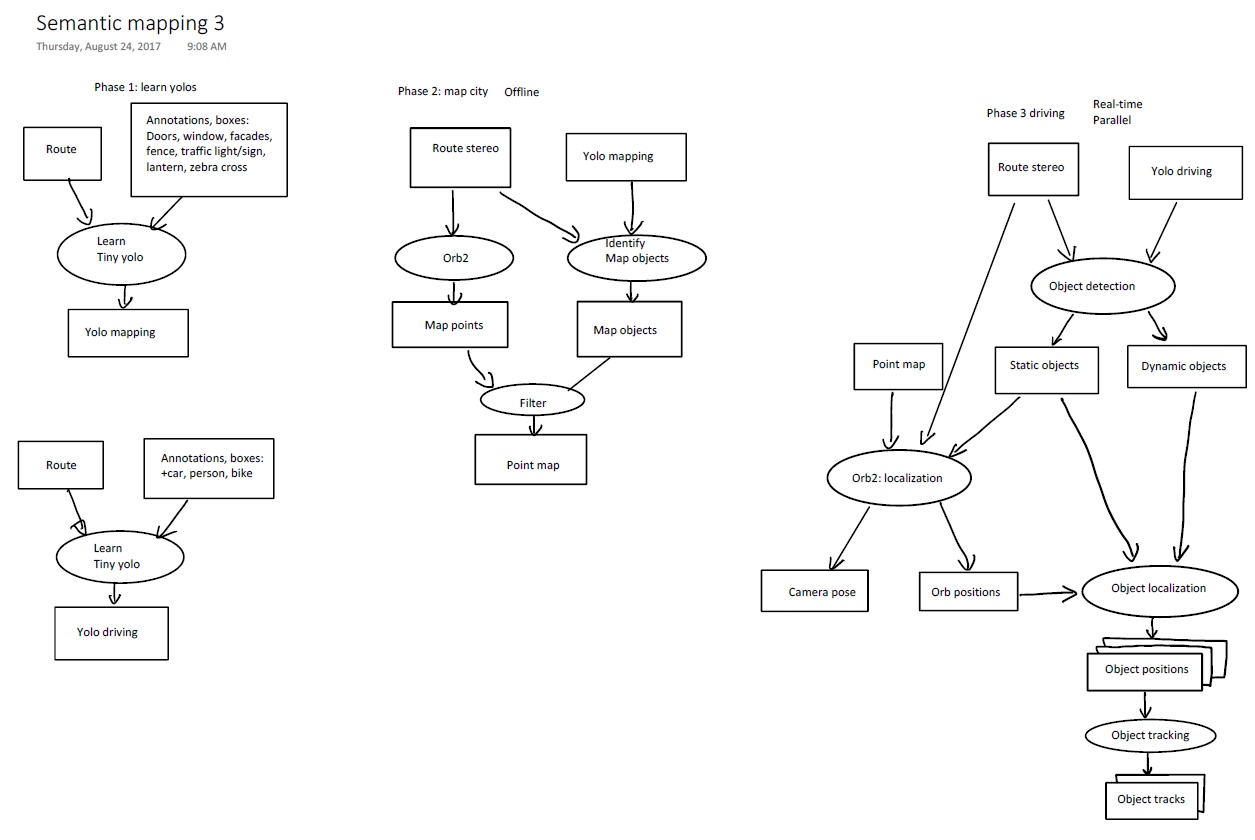 Semantic mapping 3
Thursday, August 24, 2017 9:08 AM
Phase 1: learn yolos
Route
Annotations, boxes:
Doors, window, facades,
fence, traffic light/sign,
lantern, zebra cross
Learn
Tiny yolo
Yolo mapping
Route
Annotations, boxes:
+car, person, bike
Learn
Tiny yolo
Yolo driving
Phase 2: map city Offline
Route stereo
Yolo mapping
Orb2
Identify
Map objects
Map points
Map objects
Filter
Point map
Phase 3 driving
Real-time
Parallel
Route stereo
Yolo driving
Object detection
Point map
Static objects
Dynamic objects
Orb2: localization
Camera pose
Orb positions
Object localization
Object positions
Object tracking
Object tracks